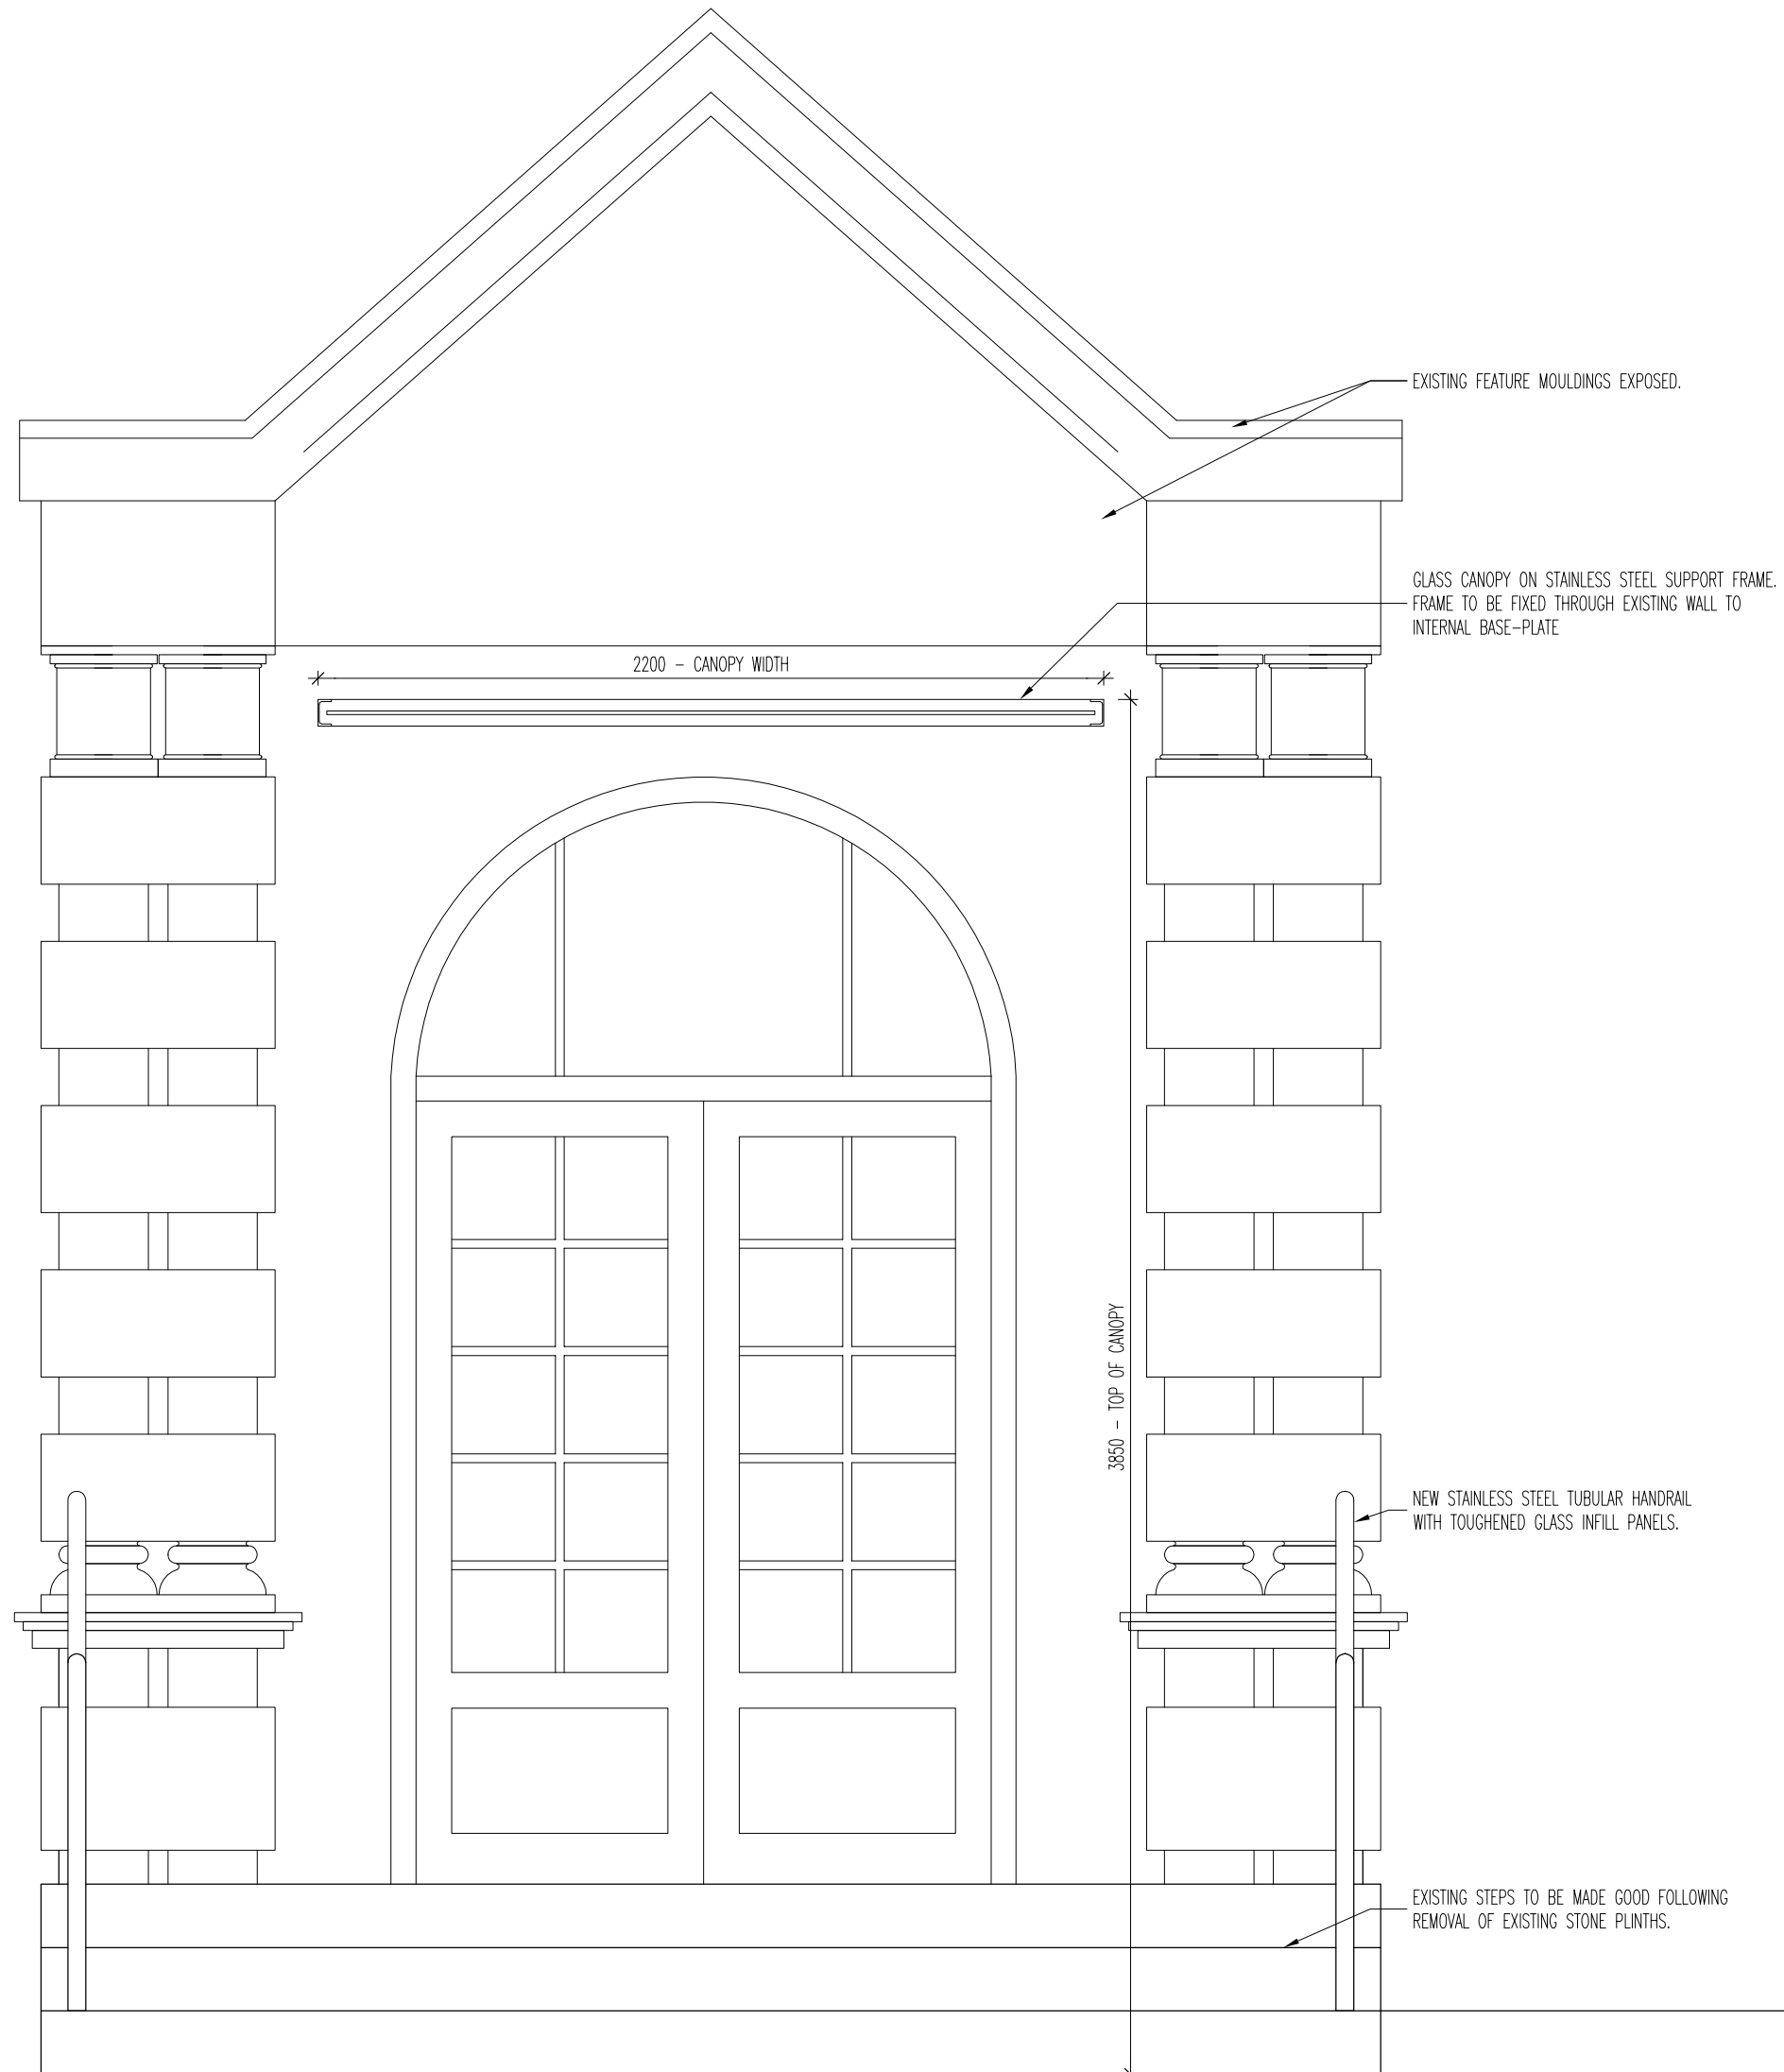 EXISTING FEATURE MOULDINGS EXPOSED.
GLASS CANOPY ON STAINLESS STEEL SUPPORT FRAME.
FRAME TO BE FIXED THROUGH EXISTING WALL TO
INTERNAL BASE-PLATE
2200 - CANOPY WIDTH
3850 - TOP OF CANOPY
NEW STAINLESS STEEL TUBULAR HANDRAIL
WITH TOUGHENED GLASS INFILL PANELS.
EXISTING STEPS TO BE MADE GOOD FOLLOWING
REMOVAL OF EXISTING STONE PLINTHS.